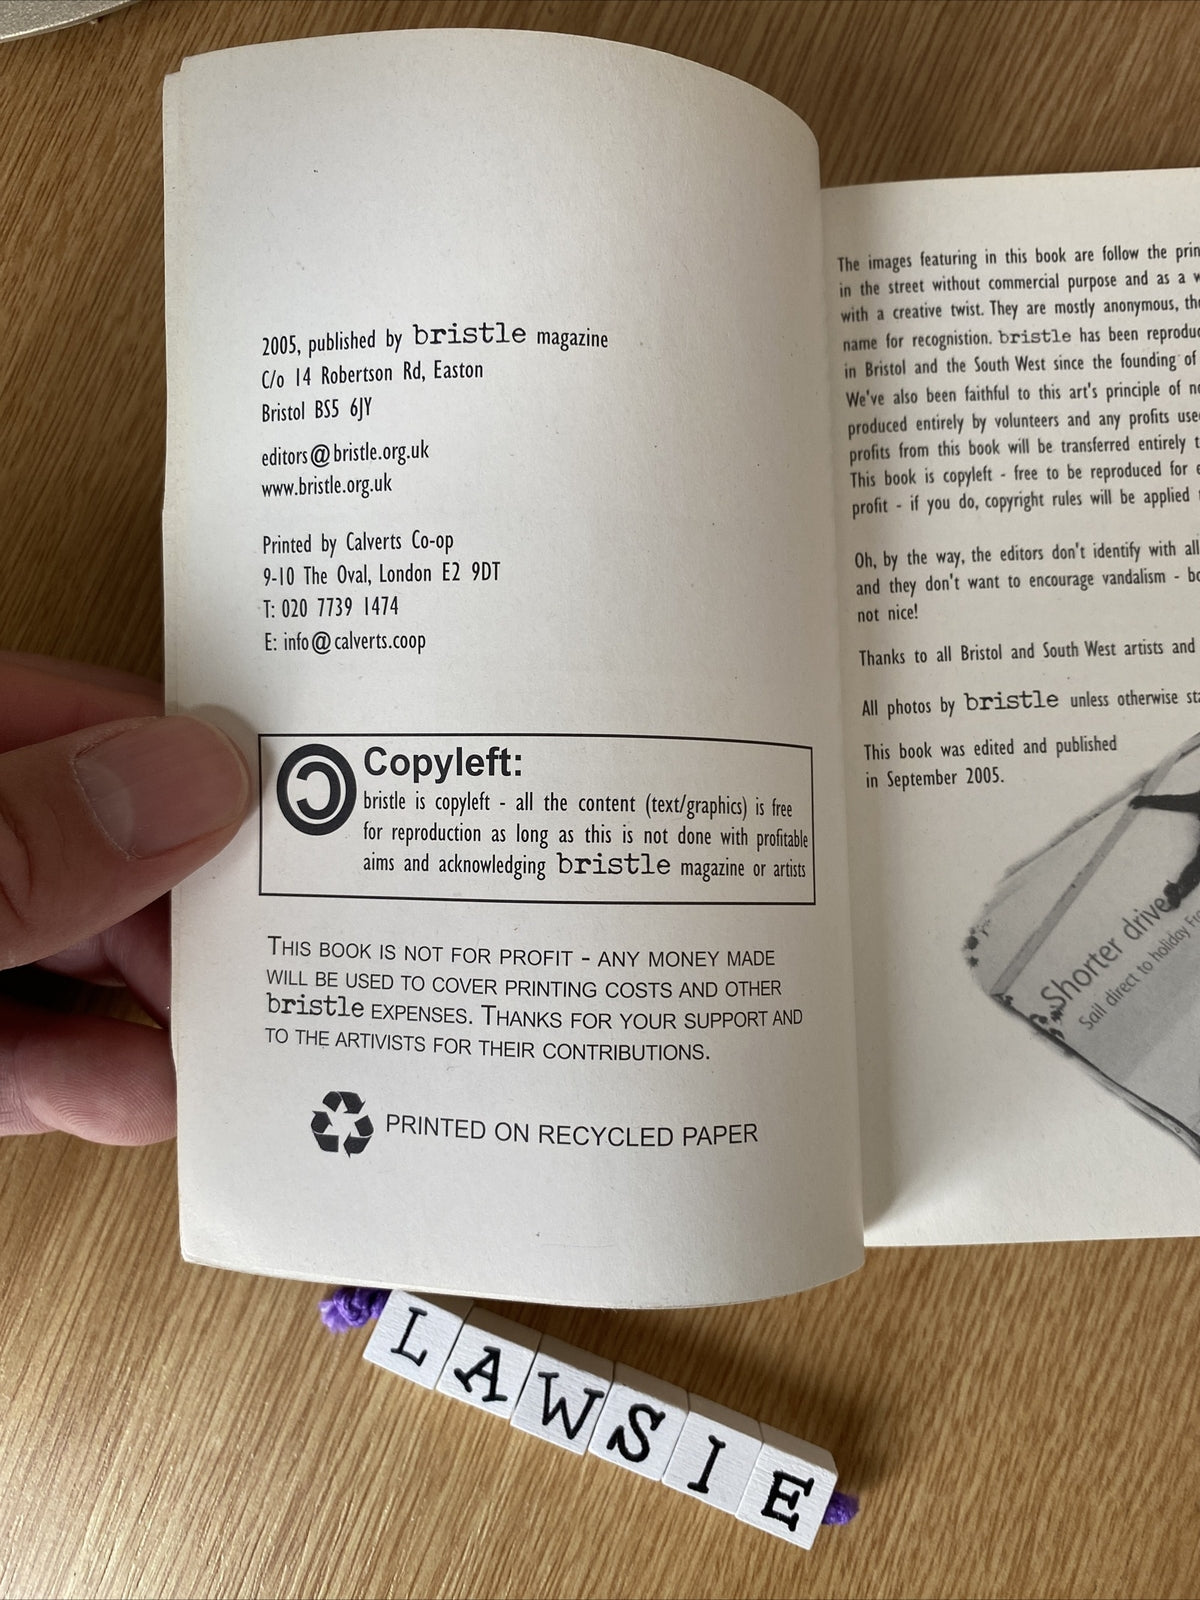 2005, published by bristle magazine
C/o 14 Robertson Rd, Easton
Bristol BS5 6JY
editors@bristle.org.uk
www.bristle.org.uk
Printed by Calverts Co-op
9-10 The Oval, London E2 9DT
T: 020 7739 1474
E: info@calverts.coop
Copyleft:
bristle is copyleft - all the content (text/graphics) is free
for reproduction as long as this is not done with profitable
aims and acknowledging bristle magazine or artists
THIS BOOK IS NOT FOR PROFIT - ANY MONEY MADE
WILL BE USED TO COVER PRINTING COSTS AND OTHER
bristle EXPENSES. THANKS FOR YOUR SUPPORT AND
TO THE ARTIVISTS FOR THEIR CONTRIBUTIONS.
PRINTED ON RECYCLED PAPER
The images featuring in this book are follow the
in the street without commercial purpose and as a
with a creative twist. They are mostly anonymous,
name for recognistion. bristle has been
in Bristol and the South West since the founding of
We've also been faithful to this art's principle of
produced entirely by volunteers and any profits
profits from this book will be transferred entirely
This book is copyleft - free to be reproduced for
profit - if you do, copyright rules will be applied
Oh, by the way, the editors don't identify with all
and they don't want to encourage vandalism -
not nice!
Thanks to all Bristol and South West artists and
All photos by bristle unless otherwise
This book was edited and published
in September 2005.
Shorter drive
Sail direct to holiday
LAWSIE